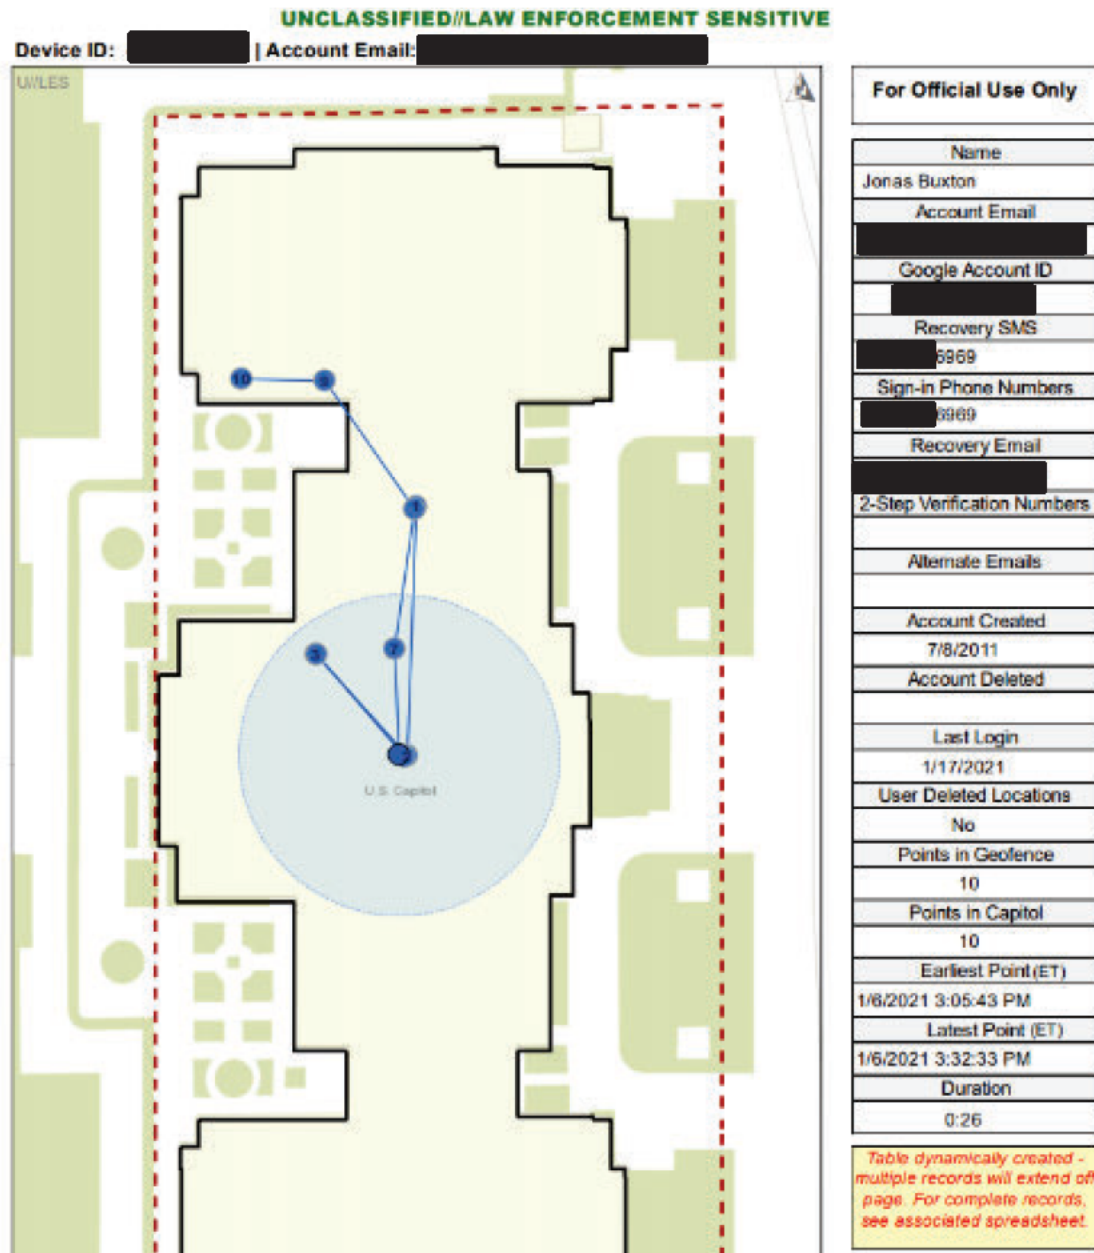 UNCLASSIFIED//LAW ENFORCEMENT SENSITIVE
Device ID: | Account Email:
U//LES
For Official Use Only
Name
Jonas Buxton
Account Email
Google Account ID
Recovery SMS
6969
Sign-in Phone Numbers
6969
Recovery Email
2-Step Verification Numbers
Alternate Emails
Account Created
7/8/2011
Account Deleted
Last Login
1/17/2021
User Deleted Locations
No
Points in Geofence
10
Points in Capitol
10
Earliest Point (ET)
1/6/2021 3:05:43 PM
Latest Point (ET)
1/6/2021 3:32:33 PM
Duration
0:26
Table dynamically created -
multiple records will extend off
page. For complete records,
see associated spreadsheet.
10
1
7
3
U.S. Capitol